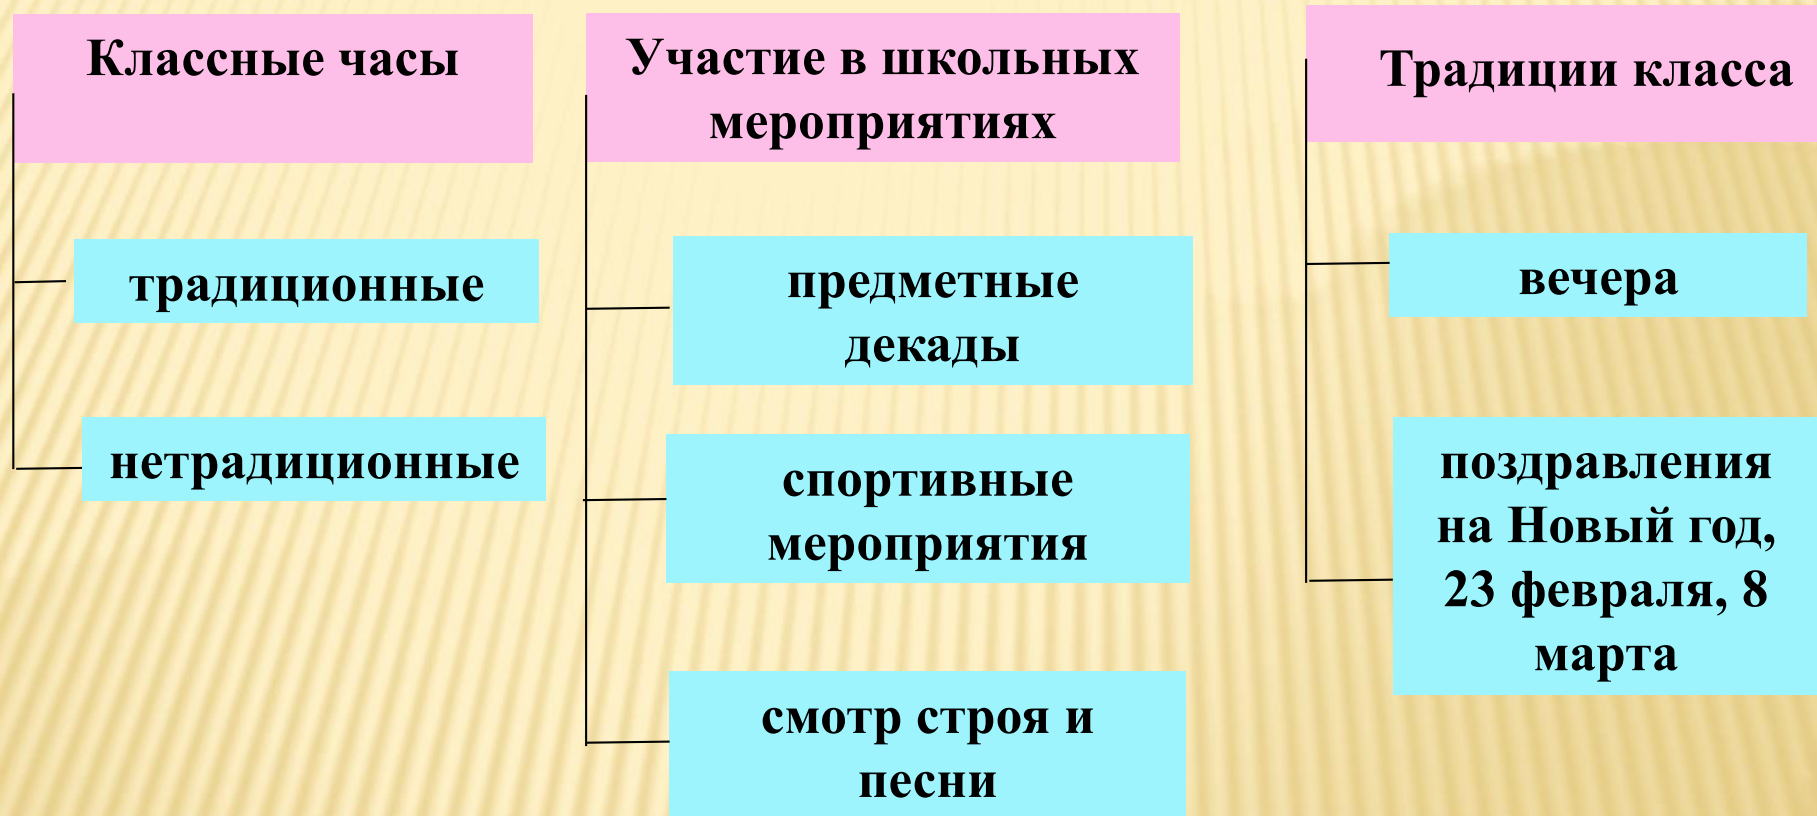 Классные часы
традиционные
нетрадиционные
Участие в школьных
мероприятиях
предметные
декады
спортивные
мероприятия
смотр строя и
песни
Традиции класса
вечера
поздравления
на Новый год,
23 февраля, 8
марта